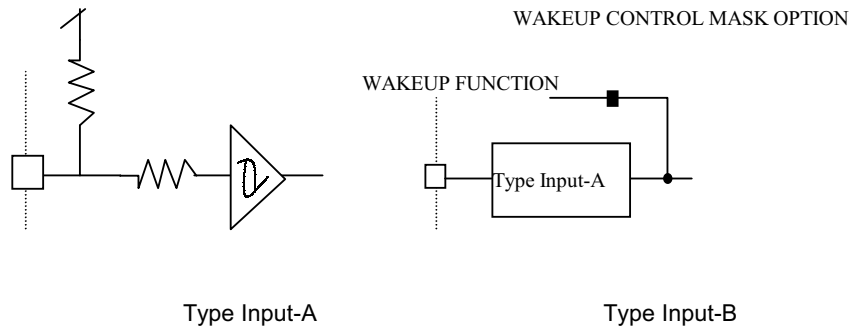 WAKEUP CONTROL MASK OPTION
WAKEUP FUNCTION
Type Input-A
Type Input-A
Type Input-B